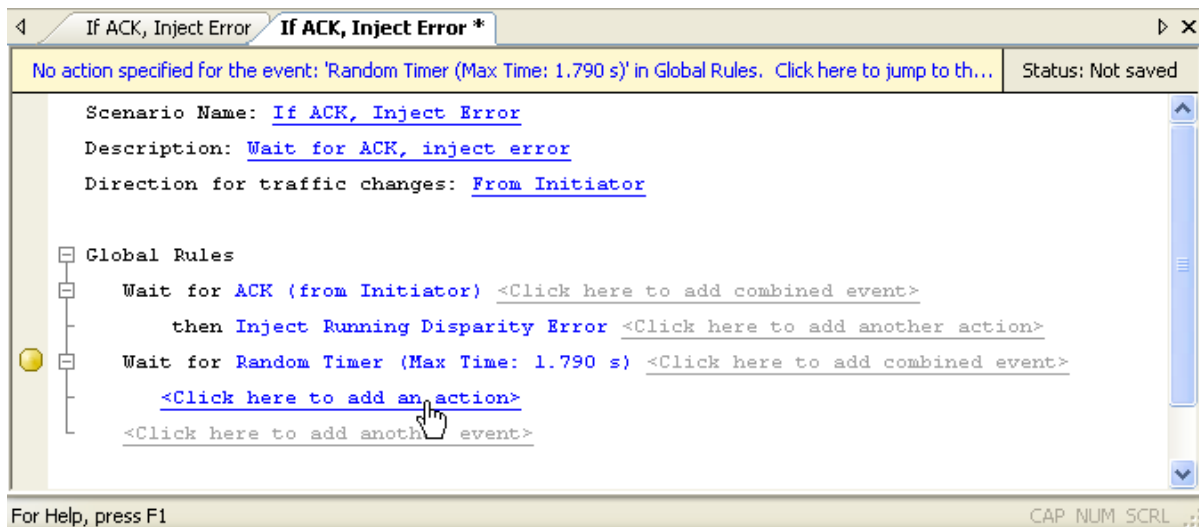 If ACK, Inject Error If ACK, Inject Error *
No action specified for the event: 'Random Timer (Max Time: 1.790 s)' in Global Rules. Click here to jump to th... Status: Not saved
Scenario Name: If ACK, Inject Error
Description: Wait for ACK, inject error
Direction for traffic changes: From Initiator
Global Rules
Wait for ACK (from Initiator) <Click here to add combined event>
then Inject Running Disparity Error <Click here to add another action>
Wait for Random Timer (Max Time: 1.790 s) <Click here to add combined event>
<Click here to add an action>
<Click here to add another event>
For Help, press F1 CAP NUM SCRL